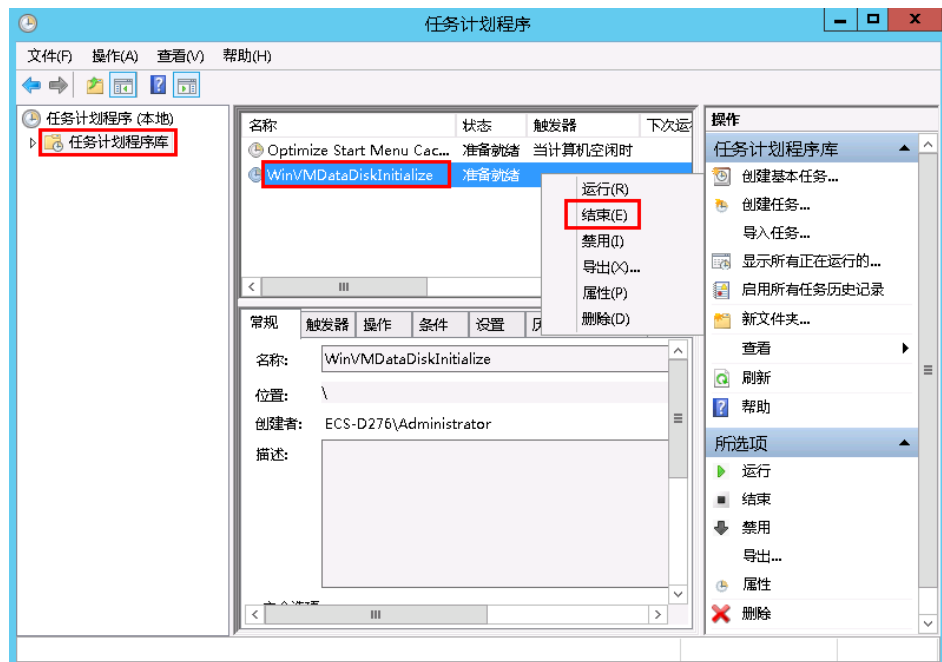 任务计划程序
文件(F) 操作(A) 查看(V) 帮助(H)
任务计划程序 (本地)
任务计划程序库
名称 状态 触发器 下次运
Optimize Start Menu Cac... 准备就绪 当计算机空闲时
WinVMDataDiskInitialize 准备就绪
运行(R)
结束(E)
禁用(I)
导出(X)...
属性(P)
删除(D)
常规 触发器 操作 条件 设置
名称: WinVMDataDiskInitialize
位置: \
创建者: ECS-D276\Administrator
描述:
操作
任务计划程序库
创建基本任务...
创建任务...
导入任务...
显示所有正在运行的...
启用所有任务历史记录
新文件夹...
查看
刷新
帮助
所选项
运行
结束
禁用
导出...
属性
删除